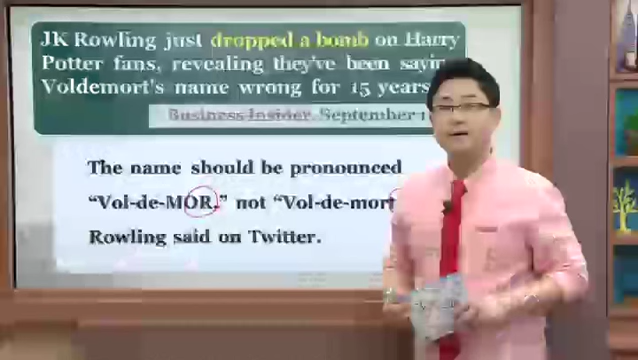 JK Rowling just dropped a bomb on Harry
Potter fans, revealing they've been
Voldemort's name wrong for 15 years
Business Insider, September
The name should be pronounced
"Vol-de-MOR," not "Vol-de-mort
Rowling said on Twitter.